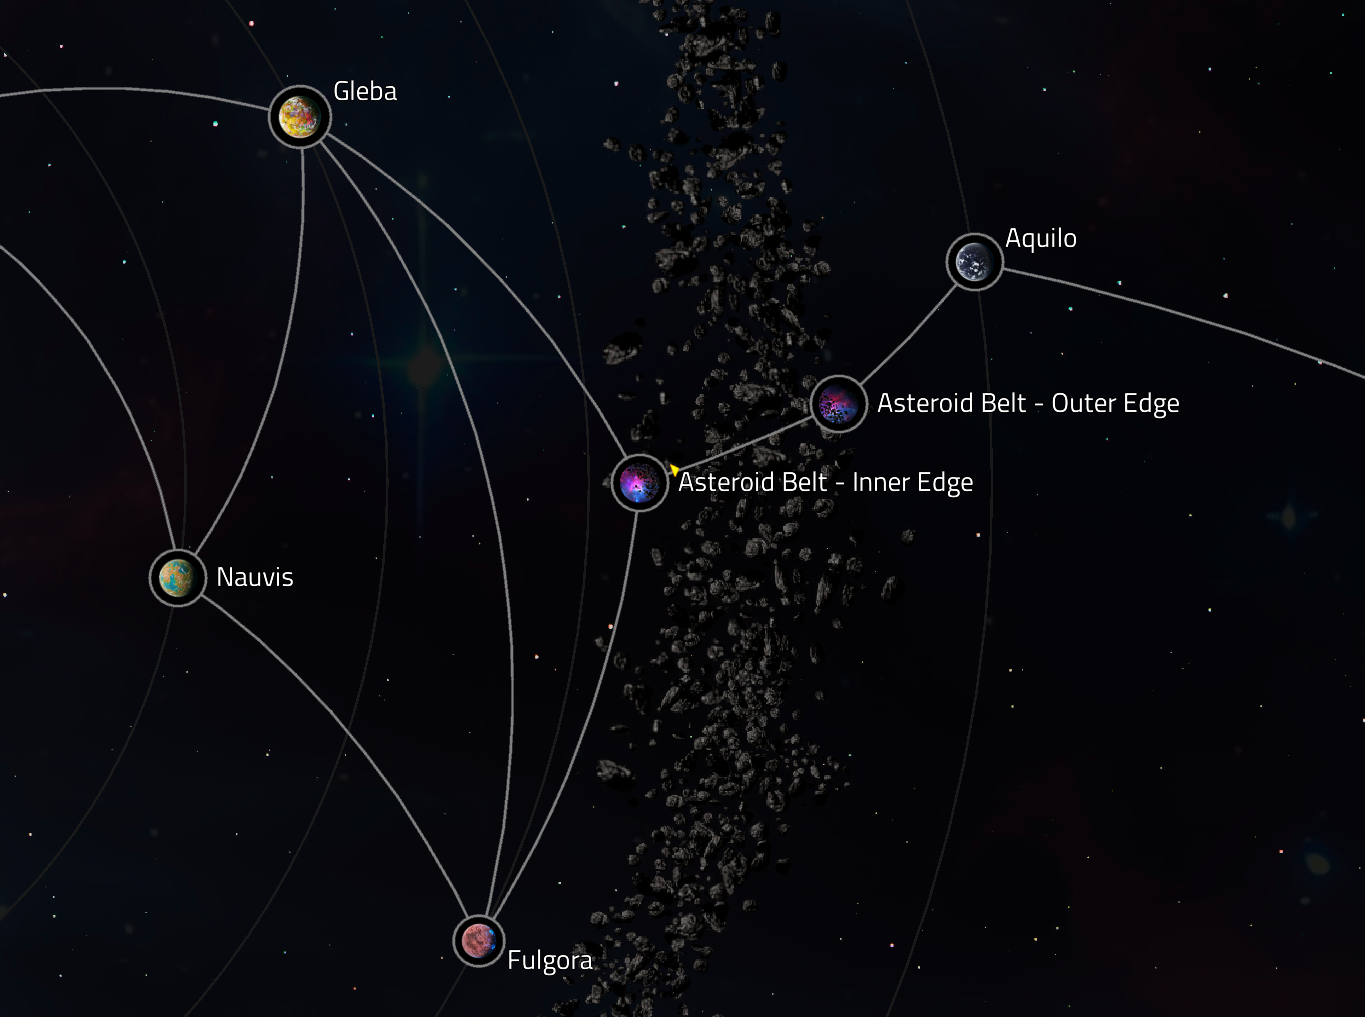 Gleba
Aquilo
Asteroid Belt - Outer Edge
Asteroid Belt - Inner Edge
Nauvis
Fulgora